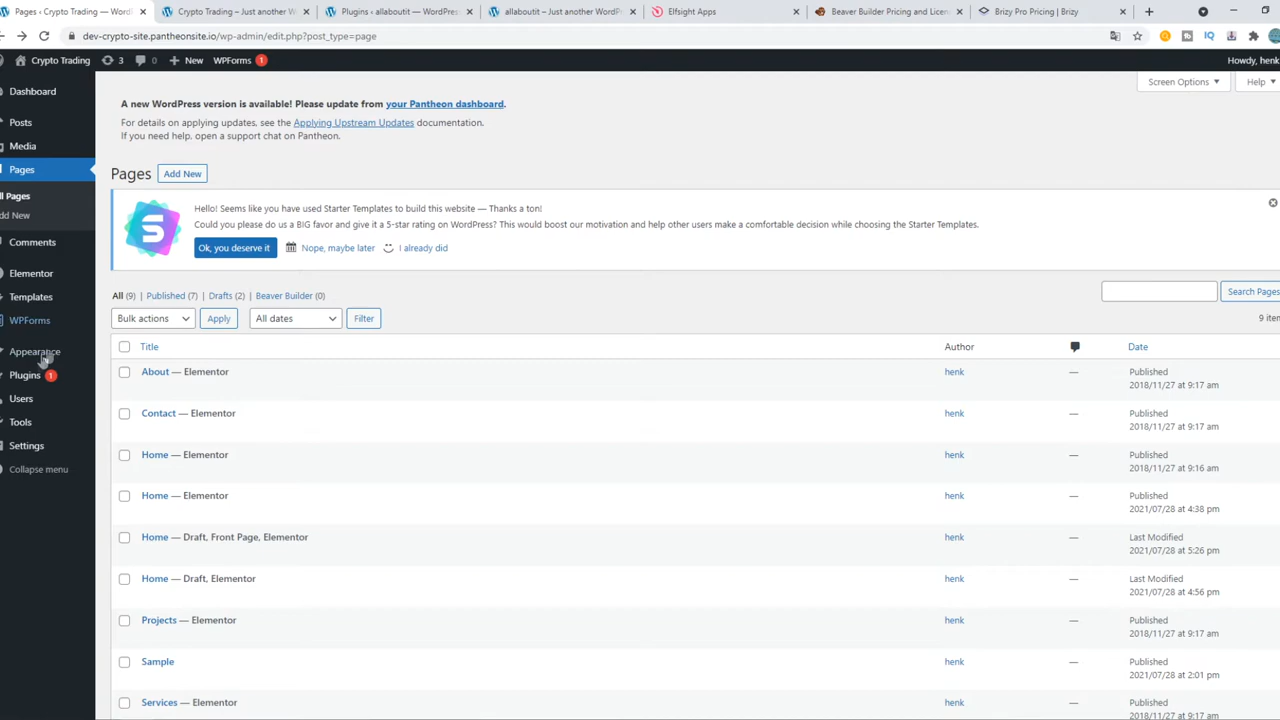 Pages ‹ Crypto Trading — Word
Crypto Trading – Just another W
Plugins ‹ allaboutit — WordPres
allaboutit – Just another WordP
Elfsight Apps
Beaver Builder Pricing and Licen
Brizy Pro Pricing | Brizy
dev-crypto-site.pantheonsite.io/wp-admin/edit.php?post_type=page
Crypto Trading 3 0 New WPForms 1 Howdy, henk
Dashboard
Posts
Media
Pages
ll Pages
dd New
Comments
Elementor
Templates
WPForms
Appearance
Plugins 1
Users
Tools
Settings
Collapse menu
Screen Options Help
A new WordPress version is available! Please update from your Pantheon dashboard.
For details on applying updates, see the Applying Upstream Updates documentation.
If you need help, open a support chat on Pantheon.
Pages Add New
Hello! Seems like you have used Starter Templates to build this website — Thanks a ton!
Could you please do us a BIG favor and give it a 5-star rating on WordPress? This would boost our motivation and help other users make a comfortable decision while choosing the Starter Templates.
Ok, you deserve it Nope, maybe later I already did
All (9) | Published (7) | Drafts (2) | Beaver Builder (0)
Search Pages
Bulk actions Apply All dates Filter
9 item
Title Author Date
About — Elementor henk — Published
2018/11/27 at 9:17 am
Contact — Elementor henk — Published
2018/11/27 at 9:17 am
Home — Elementor henk — Published
2018/11/27 at 9:16 am
Home — Elementor henk — Published
2021/07/28 at 4:38 pm
Home — Draft, Front Page, Elementor henk — Last Modified
2021/07/28 at 5:26 pm
Home — Draft, Elementor henk — Last Modified
2021/07/28 at 4:56 pm
Projects — Elementor henk — Published
2018/11/27 at 9:17 am
Sample henk — Published
2021/07/28 at 2:01 pm
Services — Elementor henk — Published
2018/11/27 at 9:17 am